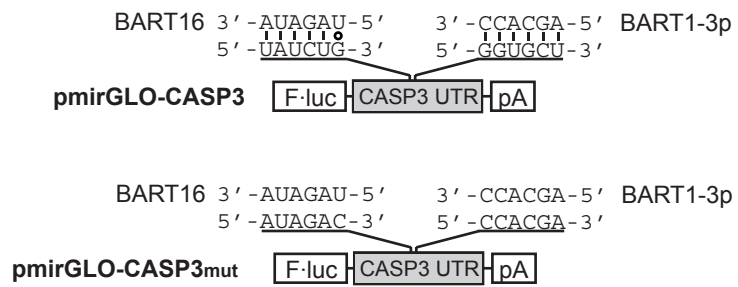 BART16 3'-AUAGAU-5' 3'-CCACGA-5' BART1-3p
5'-UAUCUG-3' 5'-GGUGCU-3'
pmirGLO-CASP3 F·luc CASP3 UTR pA
BART16 3'-AUAGAU-5' 3'-CCACGA-5' BART1-3p
5'-AUAGAC-3' 5'-CCACGA-3'
pmirGLO-CASP3mut F·luc CASP3 UTR pA